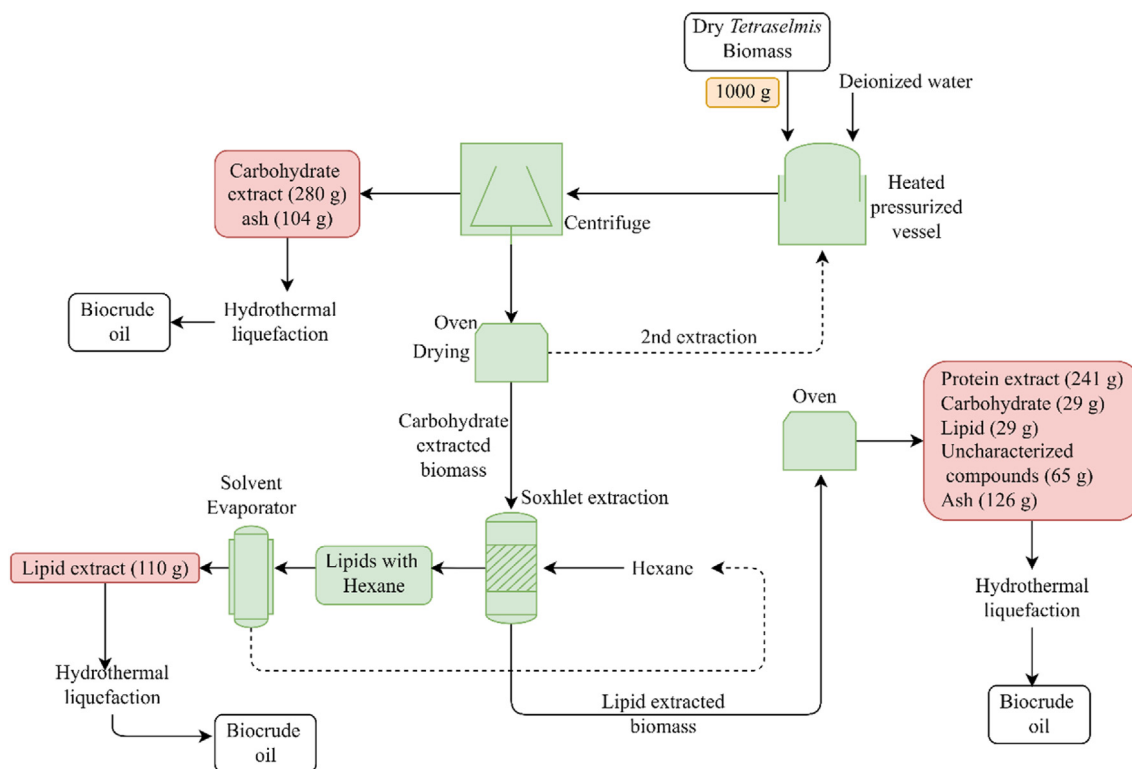 Dry Tetraselmis
Biomass
1000 g
Deionized water
Heated
pressurized
vessel
Centrifuge
Carbohydrate
extract (280 g)
ash (104 g)
Hydrothermal
liquefaction
Biocrude
oil
Oven
Drying
2nd extraction
Carbohydrate
extracted
biomass
Soxhlet extraction
Hexane
Lipids with
Hexane
Solvent
Evaporator
Lipid extract (110 g)
Hydrothermal
liquefaction
Biocrude
oil
Lipid extracted
biomass
Oven
Protein extract (241 g)
Carbohydrate (29 g)
Lipid (29 g)
Uncharacterized
compounds (65 g)
Ash (126 g)
Hydrothermal
liquefaction
Biocrude
oil